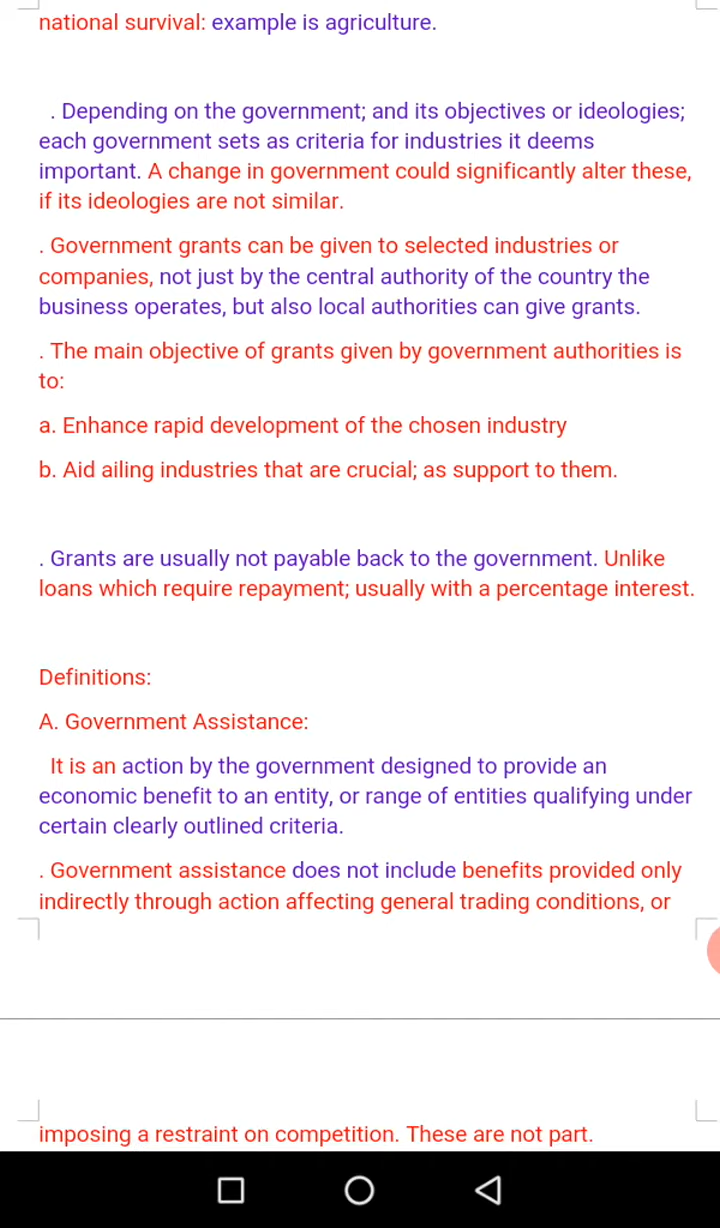 national survival: example is agriculture.
. Depending on the government; and its objectives or ideologies;
each government sets as criteria for industries it deems
important. A change in government could significantly alter these,
if its ideologies are not similar.
. Government grants can be given to selected industries or
companies, not just by the central authority of the country the
business operates, but also local authorities can give grants.
. The main objective of grants given by government authorities is
to:
a. Enhance rapid development of the chosen industry
b. Aid ailing industries that are crucial; as support to them.
. Grants are usually not payable back to the government. Unlike
loans which require repayment; usually with a percentage interest.
Definitions:
A. Government Assistance:
It is an action by the government designed to provide an
economic benefit to an entity, or range of entities qualifying under
certain clearly outlined criteria.
. Government assistance does not include benefits provided only
indirectly through action affecting general trading conditions, or
imposing a restraint on competition. These are not part.